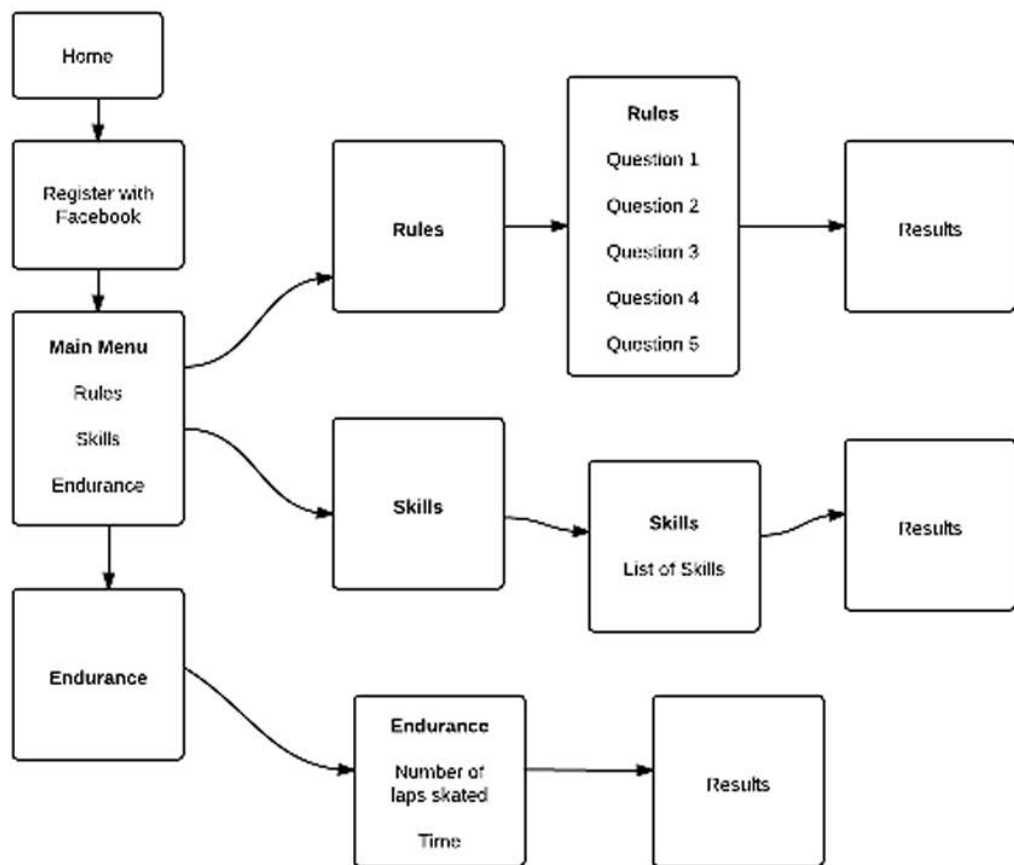 Home
Register with
Facebook
Main Menu
Rules
Skills
Endurance
Rules
Rules
Question 1
Question 2
Question 3
Question 4
Question 5
Results
Skills
Skills
List of Skills
Results
Endurance
Endurance
Number of
laps skated
Time
Results